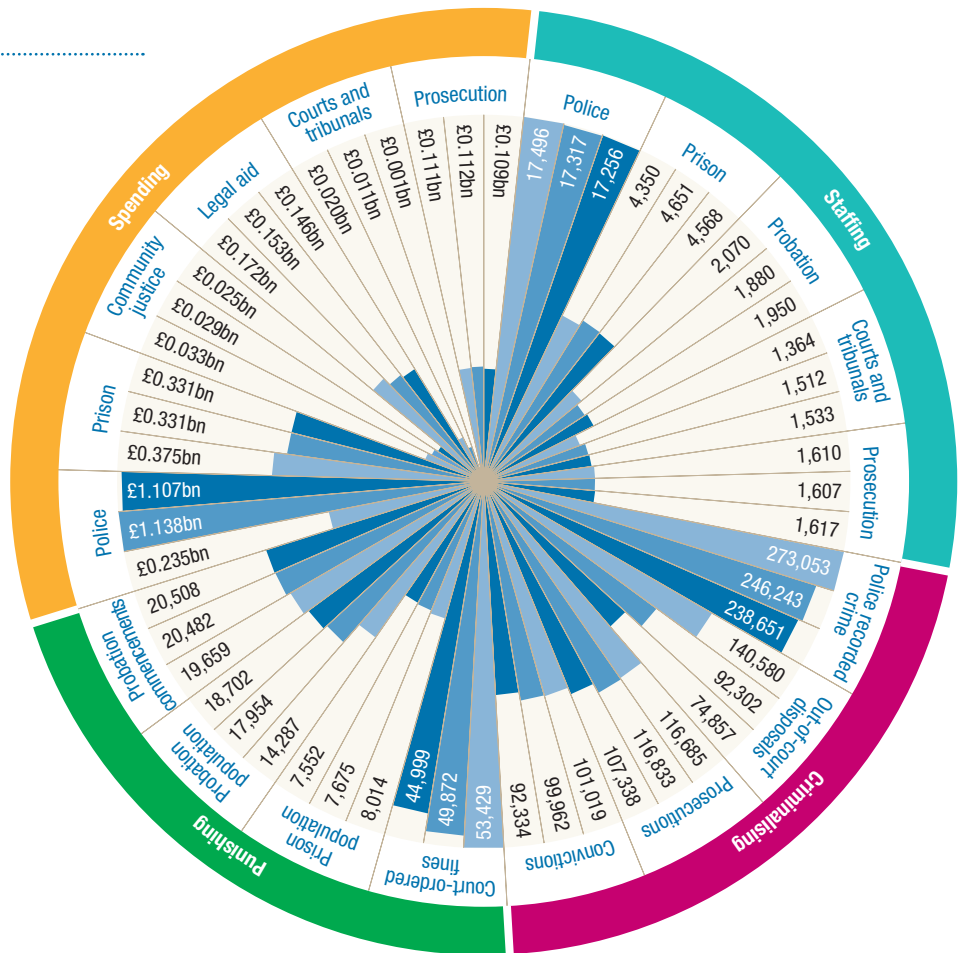 Spending
Prosecution
£0.111bn
£0.112bn
£0.109bn
Courts and
tribunals
£0.020bn
£0.011bn
£0.001bn
Legal aid
£0.172bn
£0.153bn
£0.146bn
Community
justice
£0.033bn
£0.029bn
£0.025bn
Prison
£0.375bn
£0.331bn
£0.331bn
Police
£0.235bn
£1.138bn
£1.107bn
Staffing
Police
17,496
17,317
17,256
Prison
4,350
4,651
4,568
Probation
2,070
1,880
1,950
Courts and
tribunals
1,364
1,512
1,533
Prosecution
1,610
1,607
1,617
Criminalising
Police recorded
crime
273,053
246,243
238,651
Out-of-court
disposals
140,580
92,302
74,857
Prosecutions
116,685
116,833
107,338
Convictions
101,019
99,962
92,334
Punishing
Court-ordered
fines
53,429
49,872
44,999
Prison
population
8,014
7,675
7,552
Probation
population
14,287
17,954
18,702
Probation
commencements
19,659
20,482
20,508